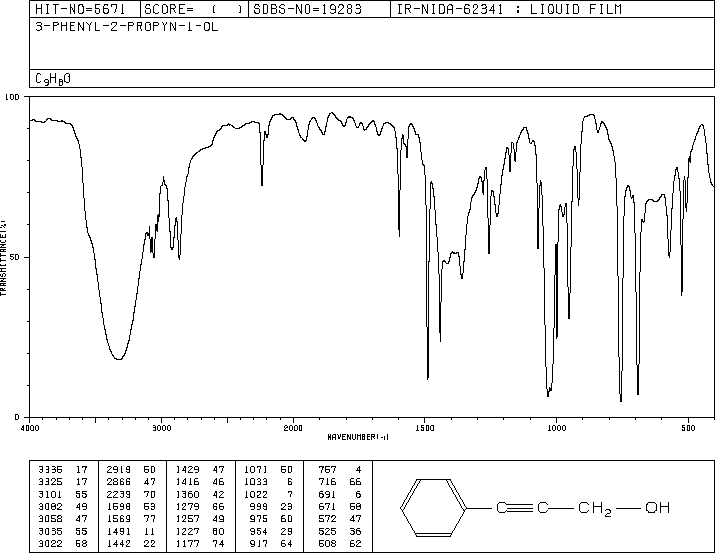 HIT-NO=5671 SCORE= ( ) SDBS-NO=19283 IR-NIDA-62341 : LIQUID FILM
3-PHENYL-2-PROPYN-1-OL
C9H8O
100
50
0
TRANSMITTANCE(%)
4000 3000 2000 1500 1000 500
WAVENUMBER(-1)
3335 17 2919 50 1429 47 1071 50 757 4
3325 17 2866 47 1416 46 1033 6 716 66
3101 55 2239 70 1360 42 1022 7 691 6
3082 49 1598 53 1279 66 999 23 671 58
3058 47 1569 77 1257 49 975 60 572 47
3035 55 1491 11 1227 60 954 29 525 36
3022 58 1442 22 1177 74 917 64 508 62
C C CH2 OH